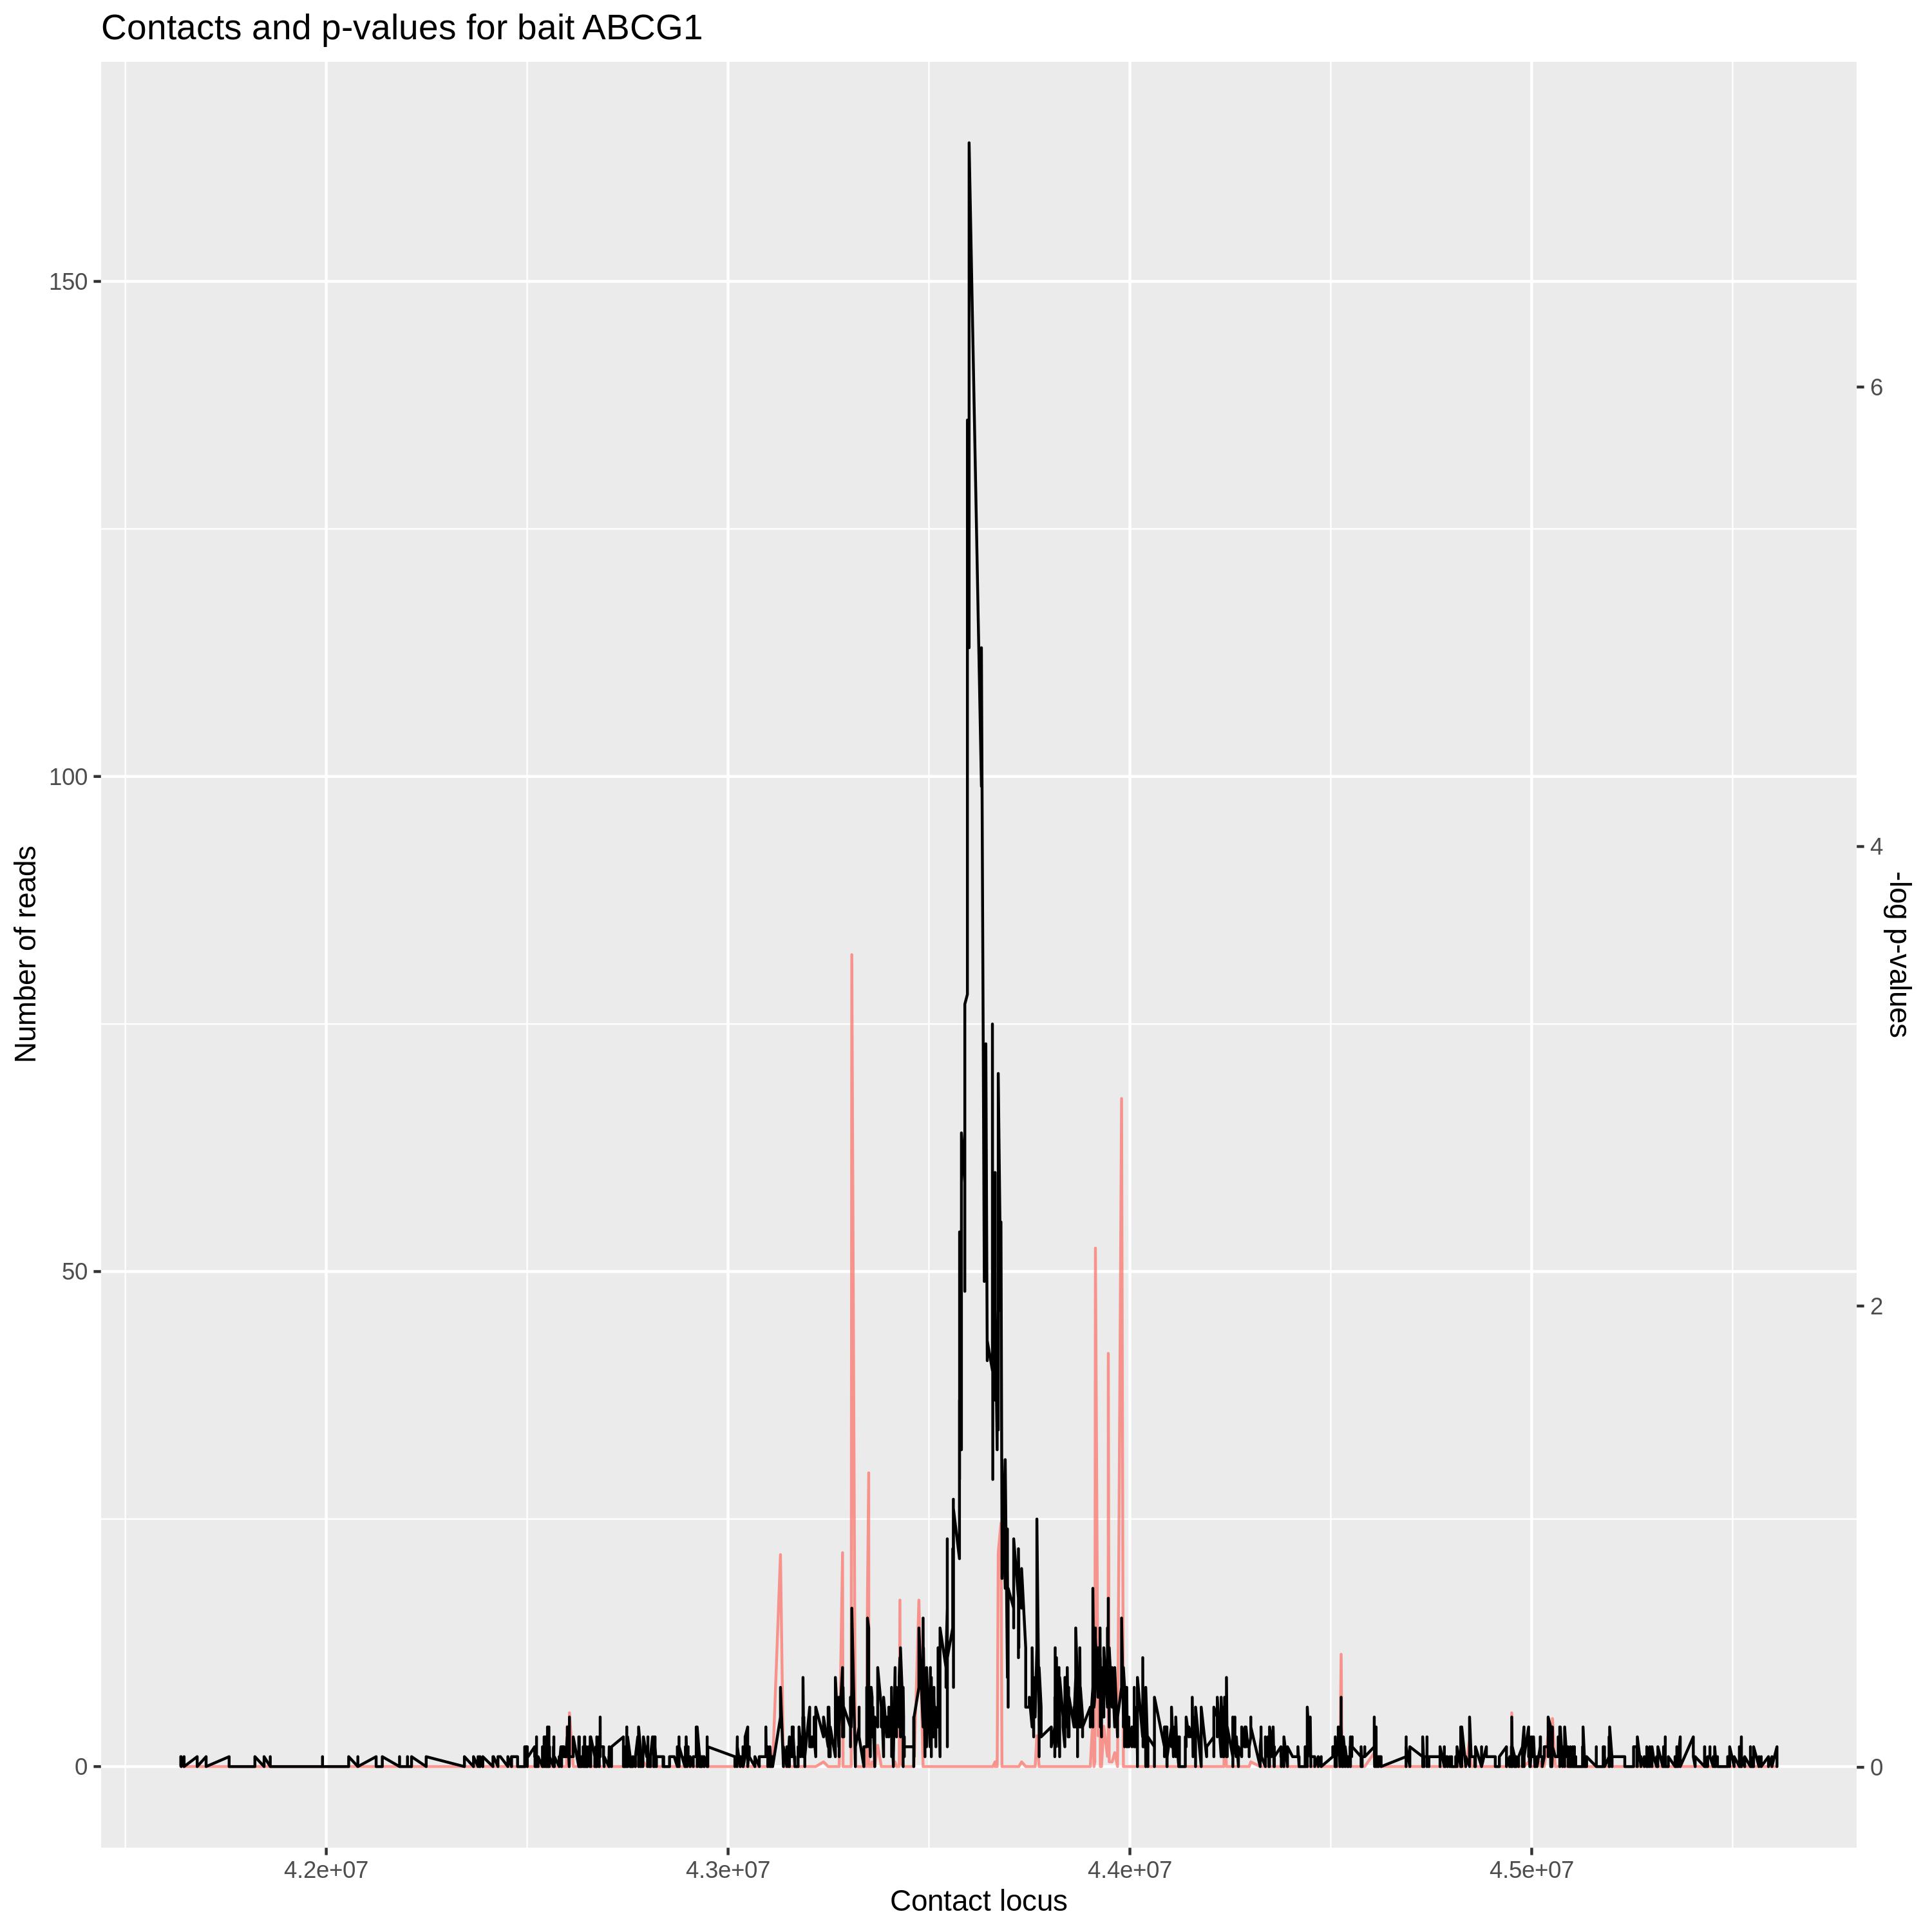 Contacts and p-values for bait ABCG1
150
100
50
0
Number of reads
6
4
2
0
-log p-values
4.2e+07
4.3e+07
4.4e+07
4.5e+07
Contact locus